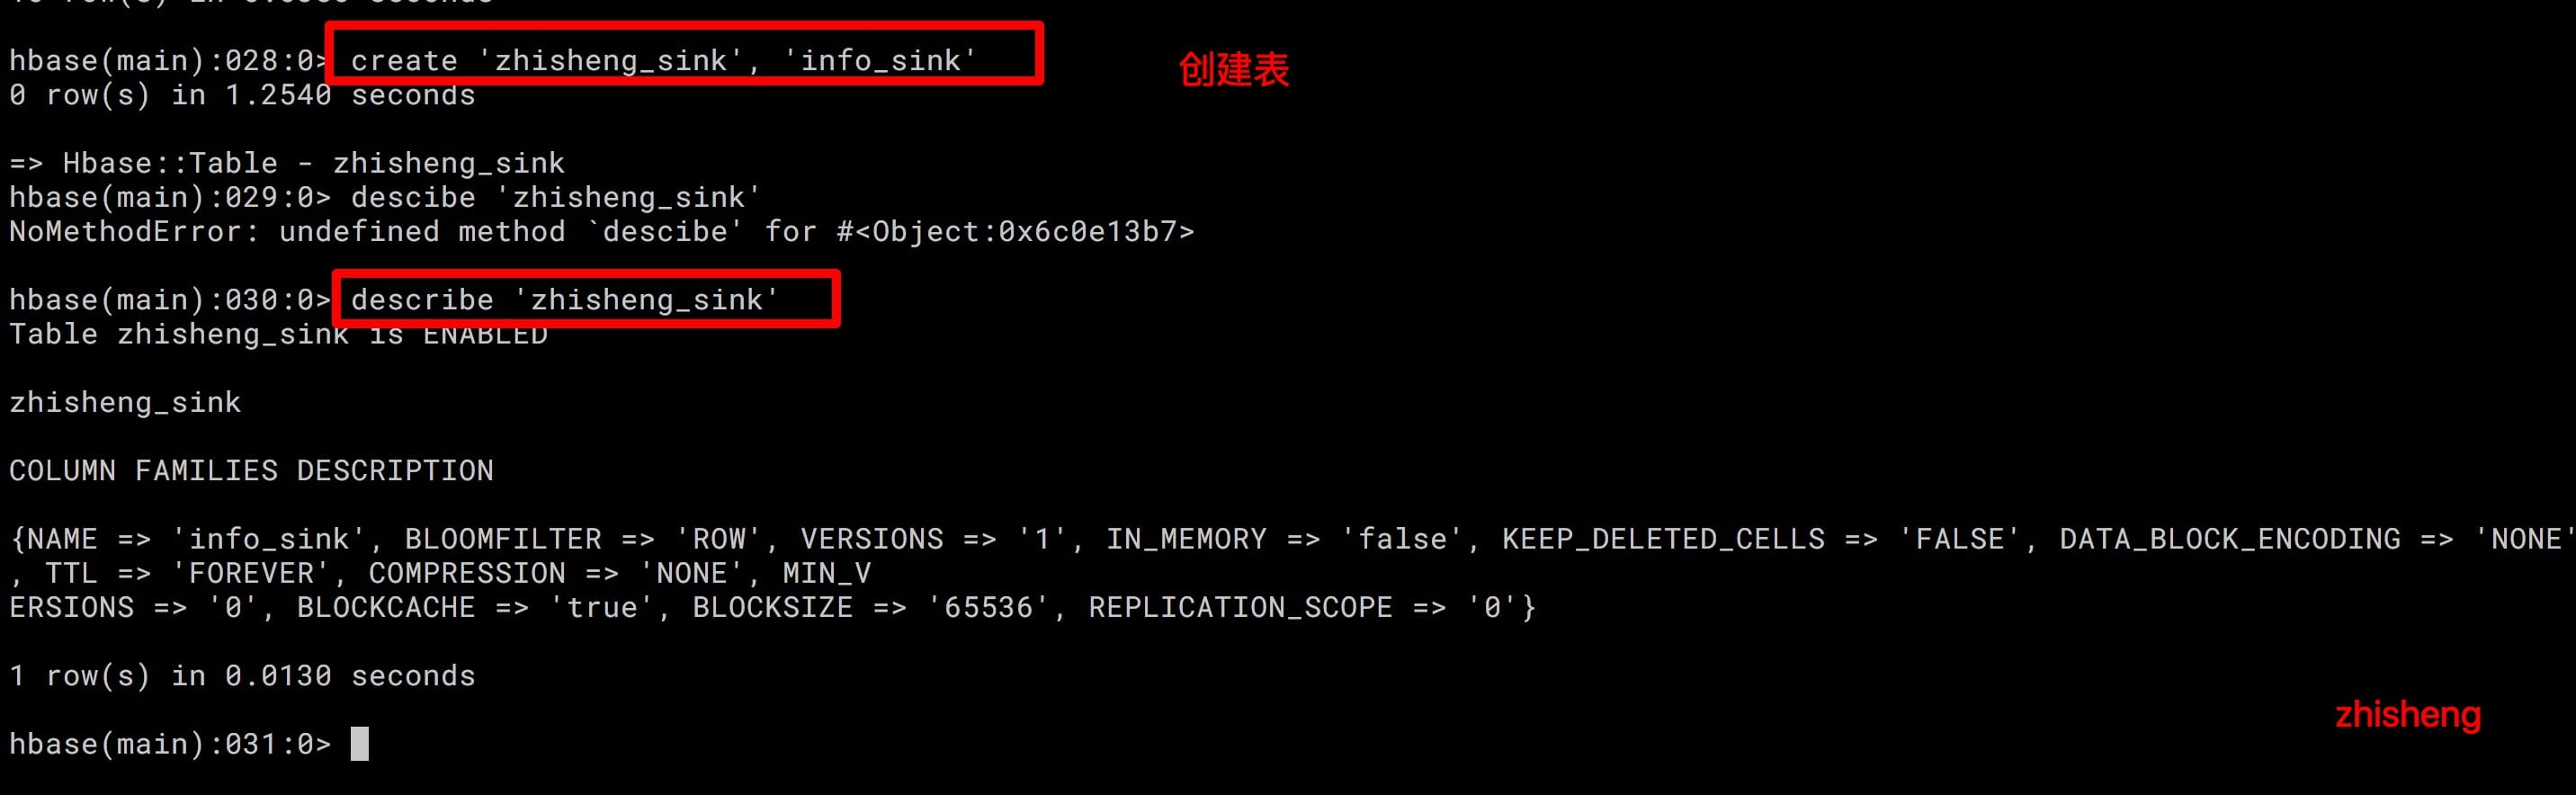 hbase(main):028:0> create 'zhisheng_sink', 'info_sink'
创建表
0 row(s) in 1.2540 seconds
=> Hbase::Table - zhisheng_sink
hbase(main):029:0> descibe 'zhisheng_sink'
NoMethodError: undefined method `descibe' for #<Object:0x6c0e13b7>
hbase(main):030:0> describe 'zhisheng_sink'
Table zhisheng_sink is ENABLED
zhisheng_sink
COLUMN FAMILIES DESCRIPTION
{NAME => 'info_sink', BLOOMFILTER => 'ROW', VERSIONS => '1', IN_MEMORY => 'false', KEEP_DELETED_CELLS => 'FALSE', DATA_BLOCK_ENCODING => 'NONE'
, TTL => 'FOREVER', COMPRESSION => 'NONE', MIN_V
ERSIONS => '0', BLOCKCACHE => 'true', BLOCKSIZE => '65536', REPLICATION_SCOPE => '0'}
1 row(s) in 0.0130 seconds
zhisheng
hbase(main):031:0>